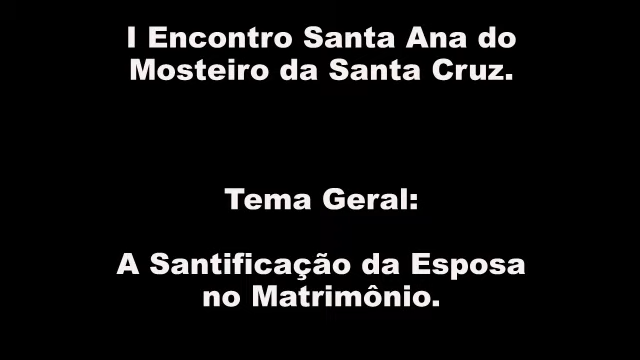 I Encontro Santa Ana do
Mosteiro da Santa Cruz.
Tema Geral:
A Santificação da Esposa
no Matrimônio.